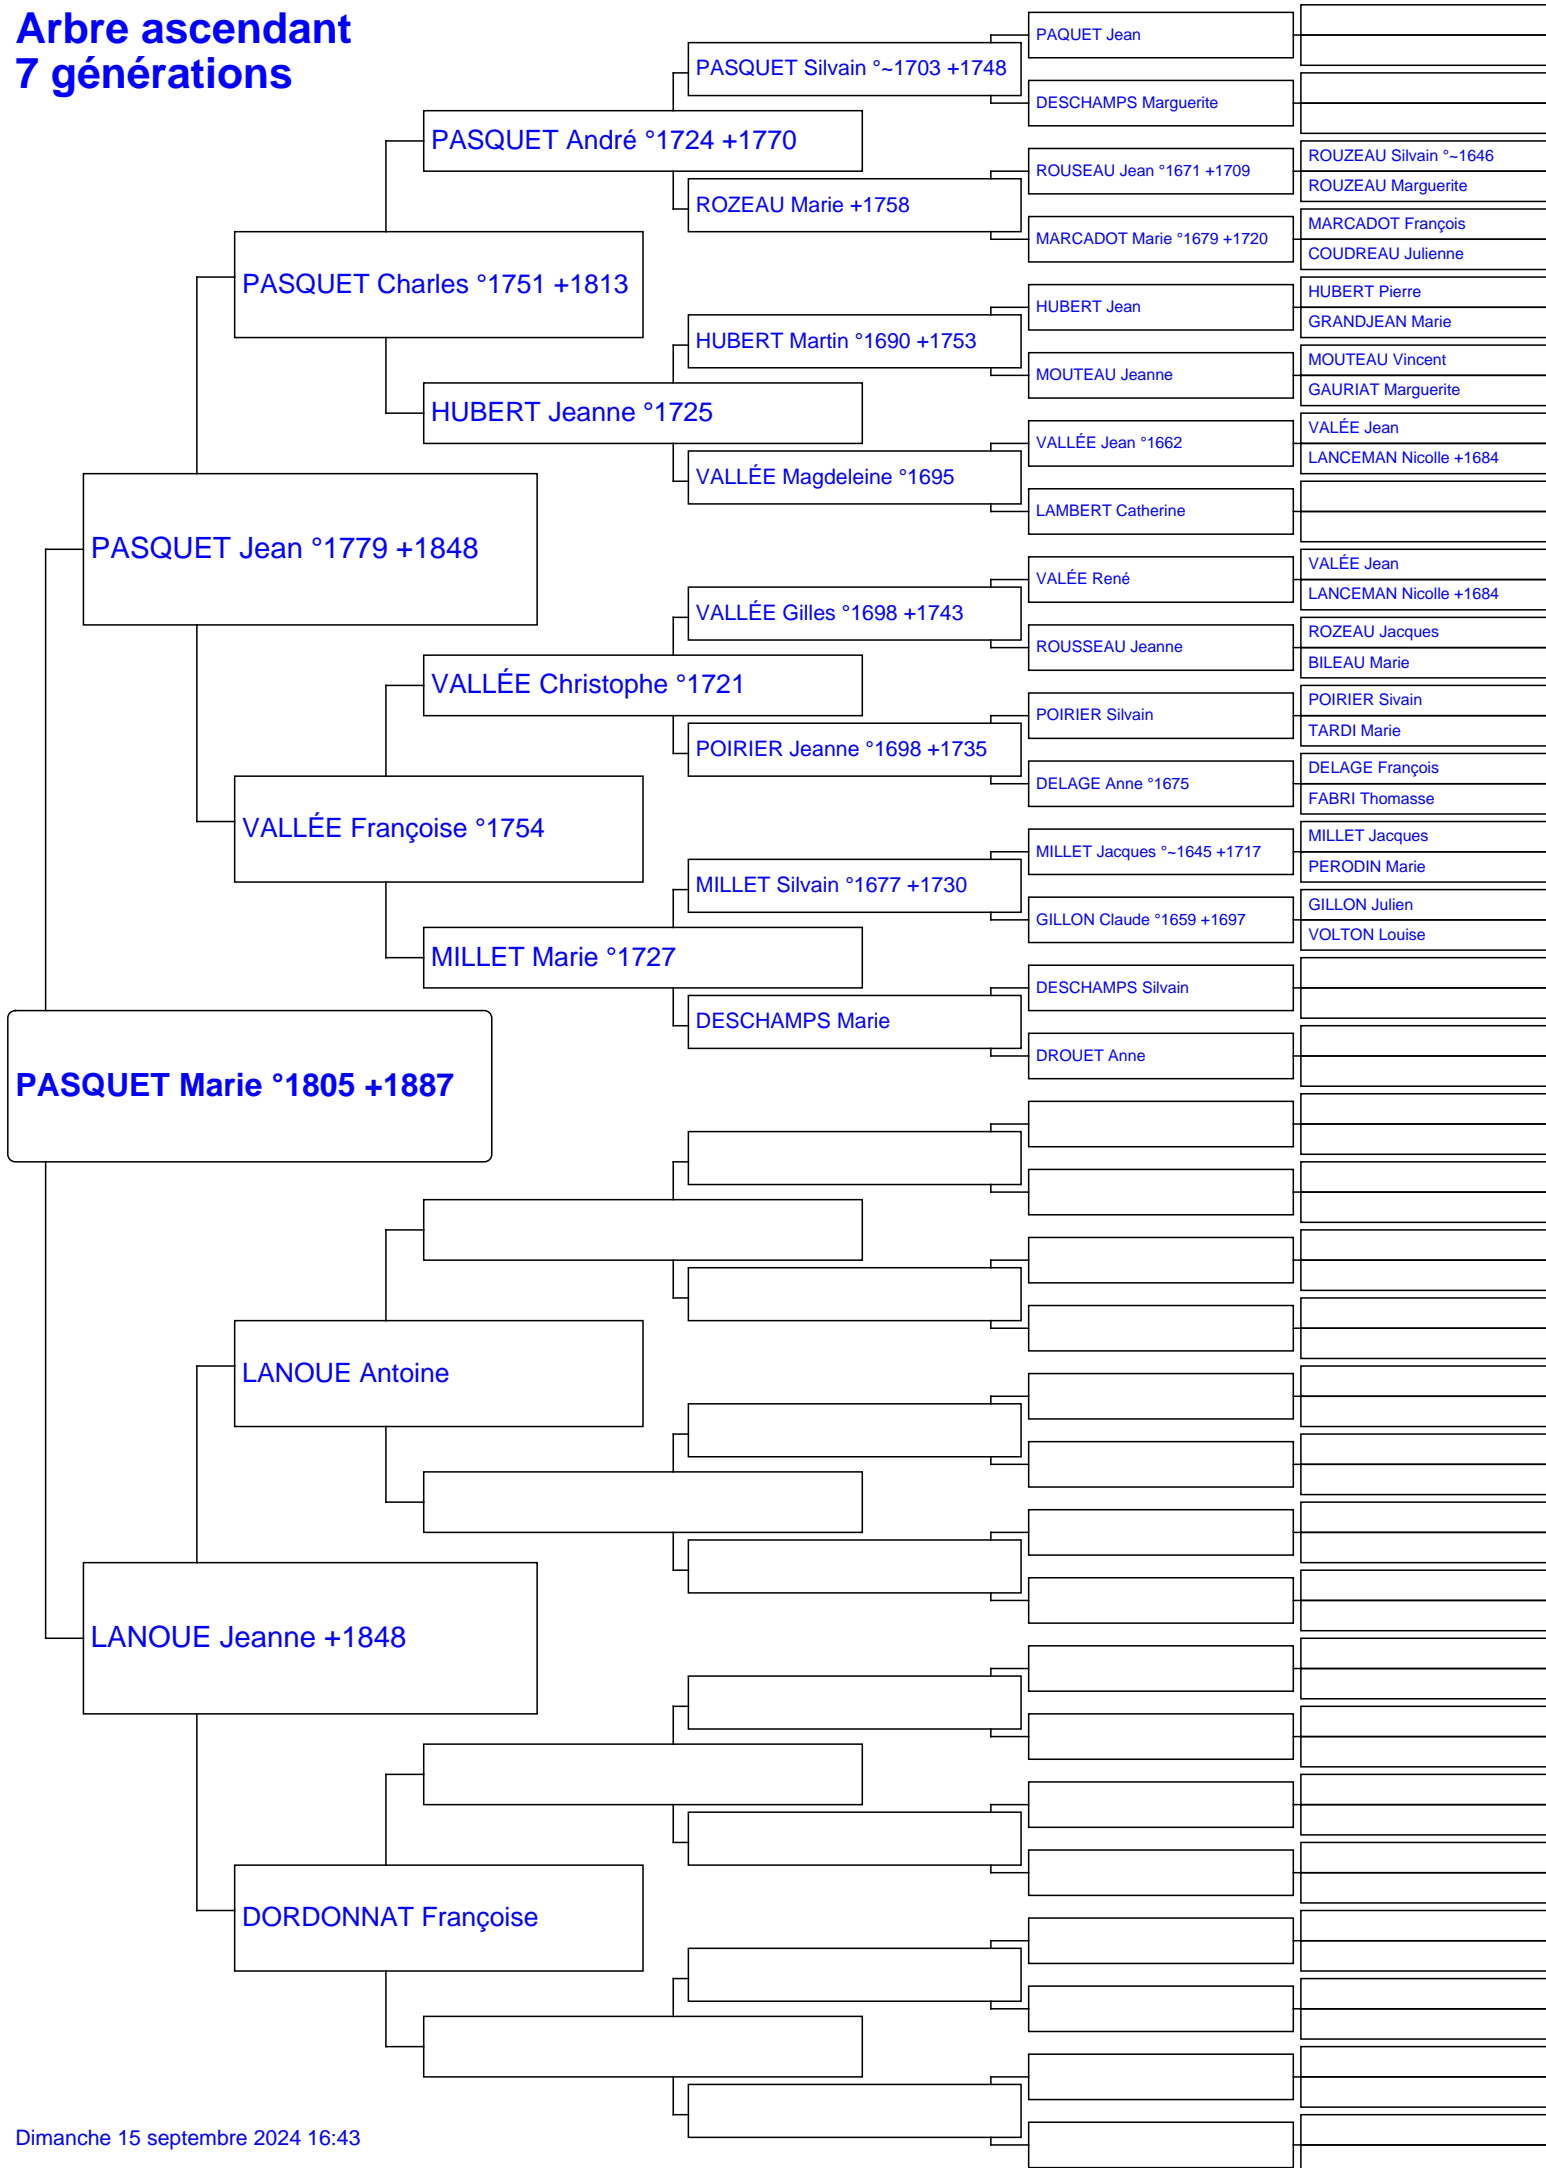 Arbre ascendant
7 générations
PASQUET Marie °1805 +1887
PASQUET Jean °1779 +1848
LANOUE Jeanne +1848
PASQUET Charles °1751 +1813
VALLÉE Françoise °1754
LANOUE Antoine
DORDONNAT Françoise
PASQUET André °1724 +1770
HUBERT Jeanne °1725
VALLÉE Christophe °1721
MILLET Marie °1727
PASQUET Silvain °~1703 +1748
ROZEAU Marie +1758
HUBERT Martin °1690 +1753
VALLÉE Magdeleine °1695
VALLÉE Gilles °1698 +1743
POIRIER Jeanne °1698 +1735
MILLET Silvain °1677 +1730
DESCHAMPS Marie
PAQUET Jean
DESCHAMPS Marguerite
ROUSEAU Jean °1671 +1709
MARCADOT Marie °1679 +1720
HUBERT Jean
MOUTEAU Jeanne
VALLÉE Jean °1662
LAMBERT Catherine
VALÉE René
ROUSSEAU Jeanne
POIRIER Silvain
DELAGE Anne °1675
MILLET Jacques °~1645 +1717
GILLON Claude °1659 +1697
DESCHAMPS Silvain
DROUET Anne
ROUZEAU Silvain °~1646
ROUZEAU Marguerite
MARCADOT François
COUDREAU Julienne
HUBERT Pierre
GRANDJEAN Marie
MOUTEAU Vincent
GAURIAT Marguerite
VALÉE Jean
LANCEMAN Nicolle +1684
VALÉE Jean
LANCEMAN Nicolle +1684
ROZEAU Jacques
BILEAU Marie
POIRIER Sivain
TARDI Marie
DELAGE François
FABRI Thomasse
MILLET Jacques
PERODIN Marie
GILLON Julien
VOLTON Louise
Dimanche 15 septembre 2024 16:43